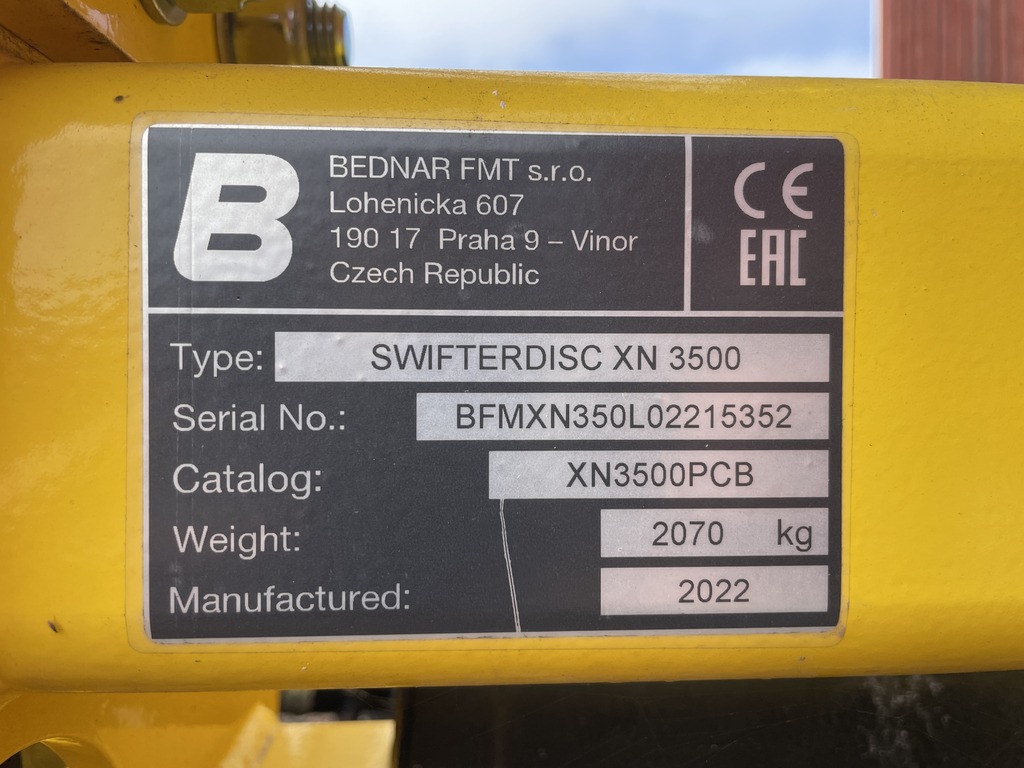 B
BEDNAR FMT s.r.o.
Lohenicka 607
190 17 Praha 9 – Vinor
Czech Republic
CE
EAC
Type: SWIFTERDISC XN 3500
Serial No.: BFMXN350L02215352
Catalog: XN3500PCB
Weight: 2070 kg
Manufactured: 2022